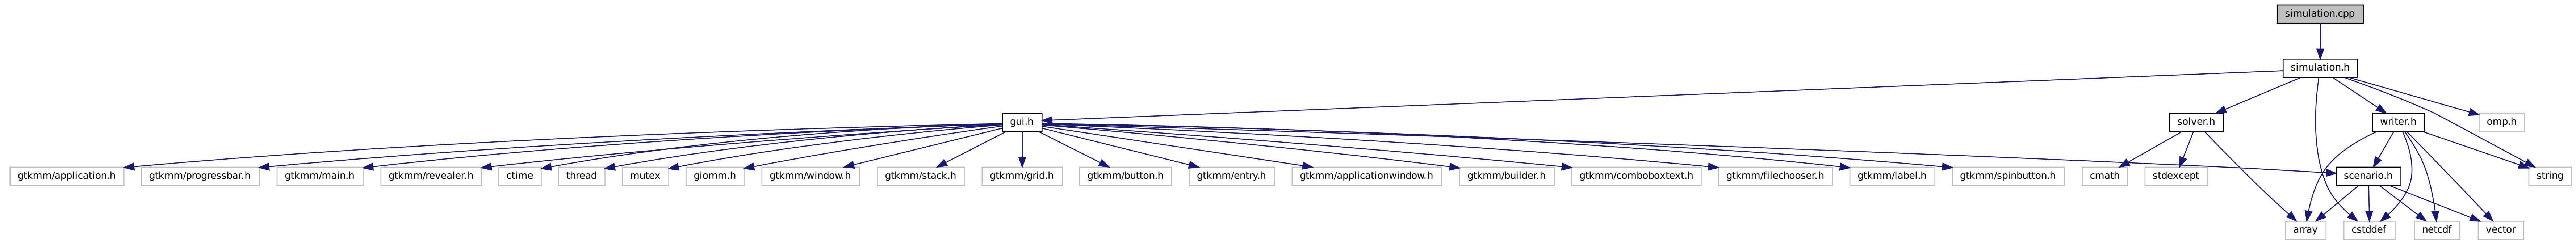 simulation.cpp
simulation.h
gui.h
solver.h
writer.h
omp.h
gtkmm/application.h
gtkmm/progressbar.h
gtkmm/main.h
gtkmm/revealer.h
ctime
thread
mutex
giomm.h
gtkmm/window.h
gtkmm/stack.h
gtkmm/grid.h
gtkmm/button.h
gtkmm/entry.h
gtkmm/applicationwindow.h
gtkmm/builder.h
gtkmm/comboboxtext.h
gtkmm/filechooser.h
gtkmm/label.h
gtkmm/spinbutton.h
cmath
stdexcept
scenario.h
string
array
cstddef
netcdf
vector